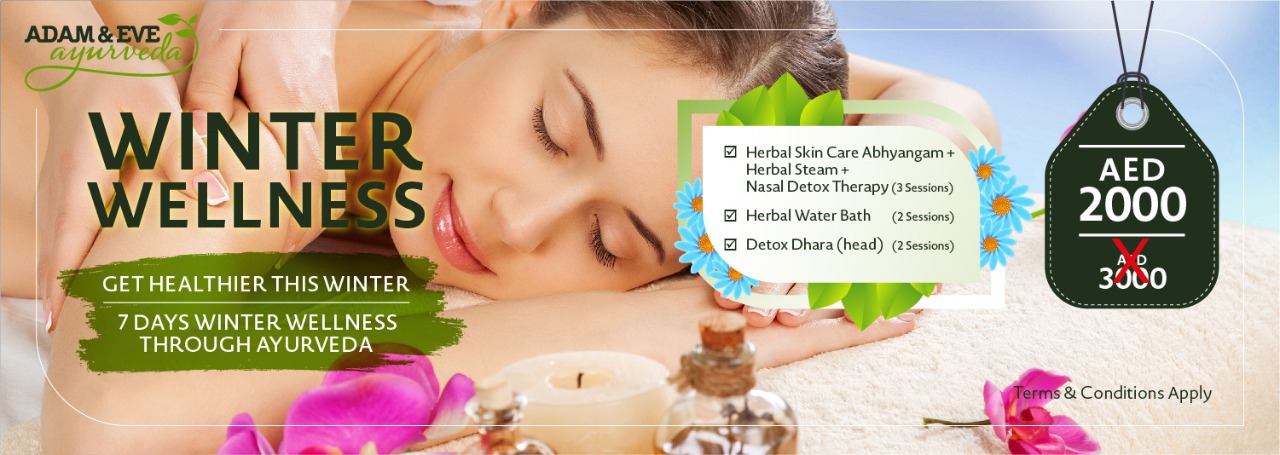 ADAM & EVE
ayurveda
WINTER
WELLNESS
GET HEALTHIER THIS WINTER
7 DAYS WINTER WELLNESS
THROUGH AYURVEDA
Herbal Skin Care Abhyangam +
Herbal Steam +
Nasal Detox Therapy (3 Sessions)
Herbal Water Bath (2 Sessions)
Detox Dhara (head) (2 Sessions)
AED
2000
AED
3000
Terms & Conditions Apply